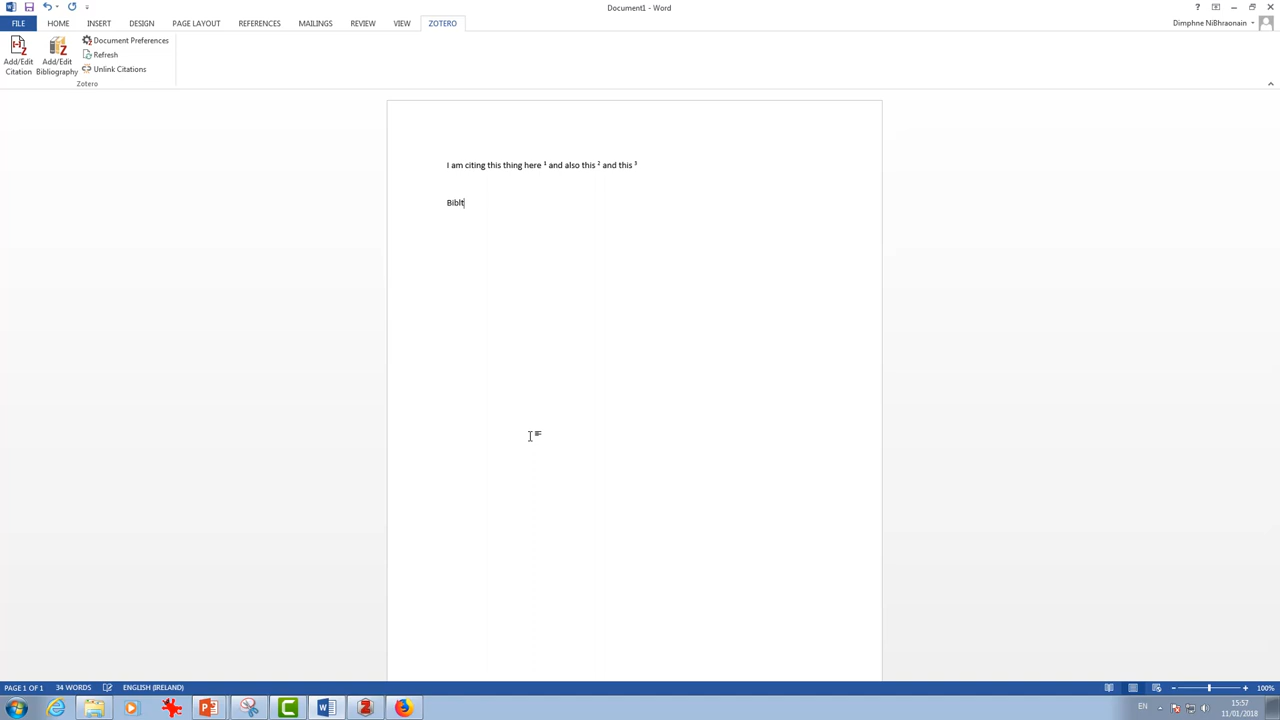 Document1 - Word
?
FILE HOME INSERT DESIGN PAGE LAYOUT REFERENCES MAILINGS REVIEW VIEW ZOTERO
Dimphne NiBhraonain
Add/Edit Citation
Add/Edit Bibliography
Document Preferences
Refresh
Unlink Citations
Zotero
I am citing this thing here 1 and also this 2 and this 3
Biblt
PAGE 1 OF 1 34 WORDS ENGLISH (IRELAND)
100%
EN
15:57
11/01/2018